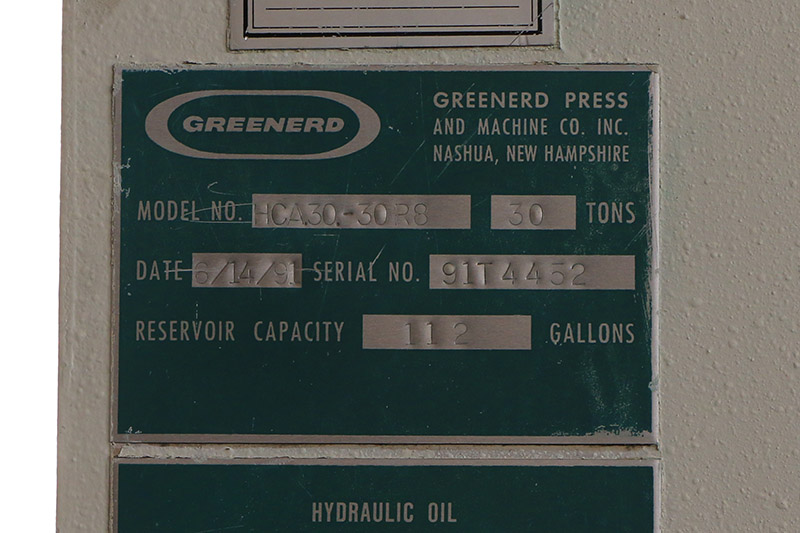 GREENERD
GREENERD PRESS
AND MACHINE CO. INC.
NASHUA, NEW HAMPSHIRE
MODEL NO. HCA30.-30R8 30 TONS
DATE 6/14/91 SERIAL NO. 91T4452
RESERVOIR CAPACITY 112 GALLONS
HYDRAULIC OIL